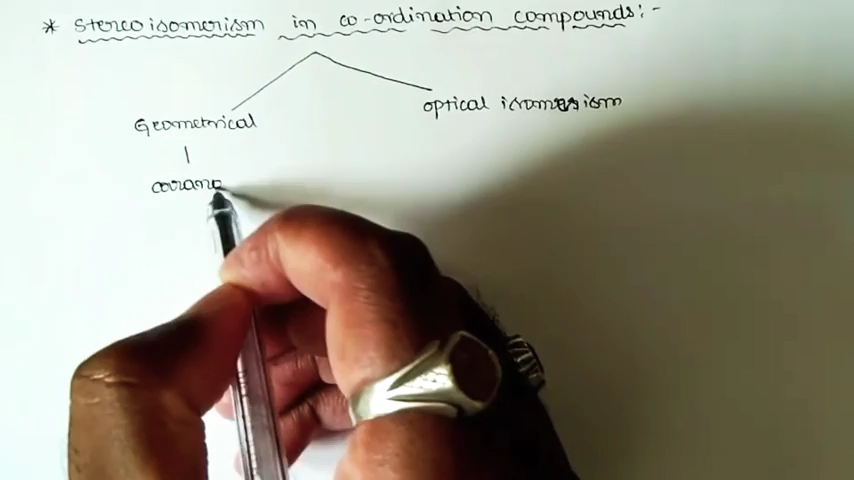 * Stereoisomerism in co-ordination compounds:-
Geometrical
optical isomerism